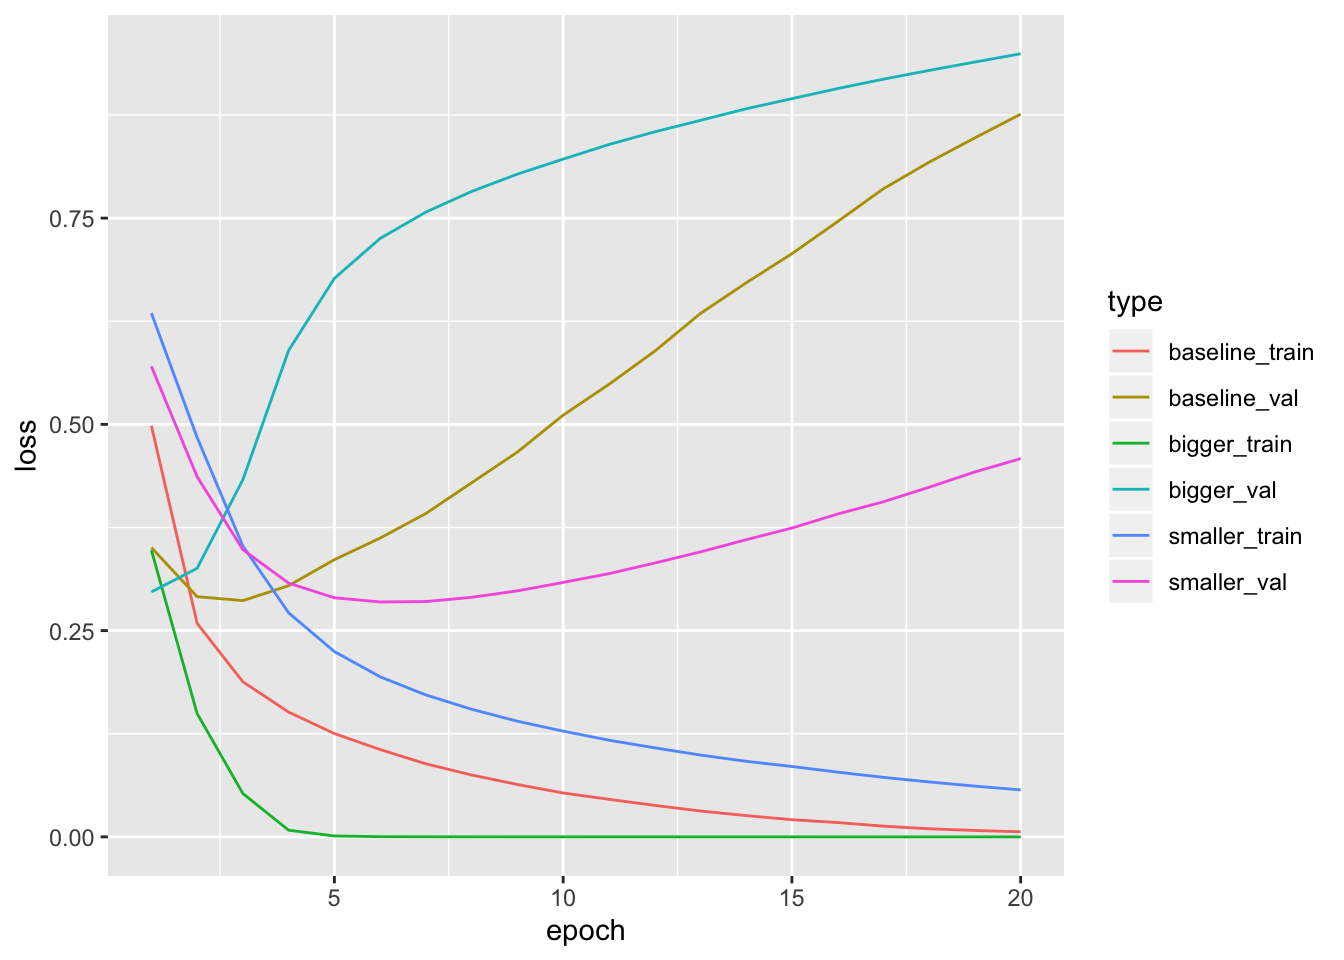 loss
0.75
0.50
0.25
0.00
5 10 15 20
epoch
type
baseline_train
baseline_val
bigger_train
bigger_val
smaller_train
smaller_val